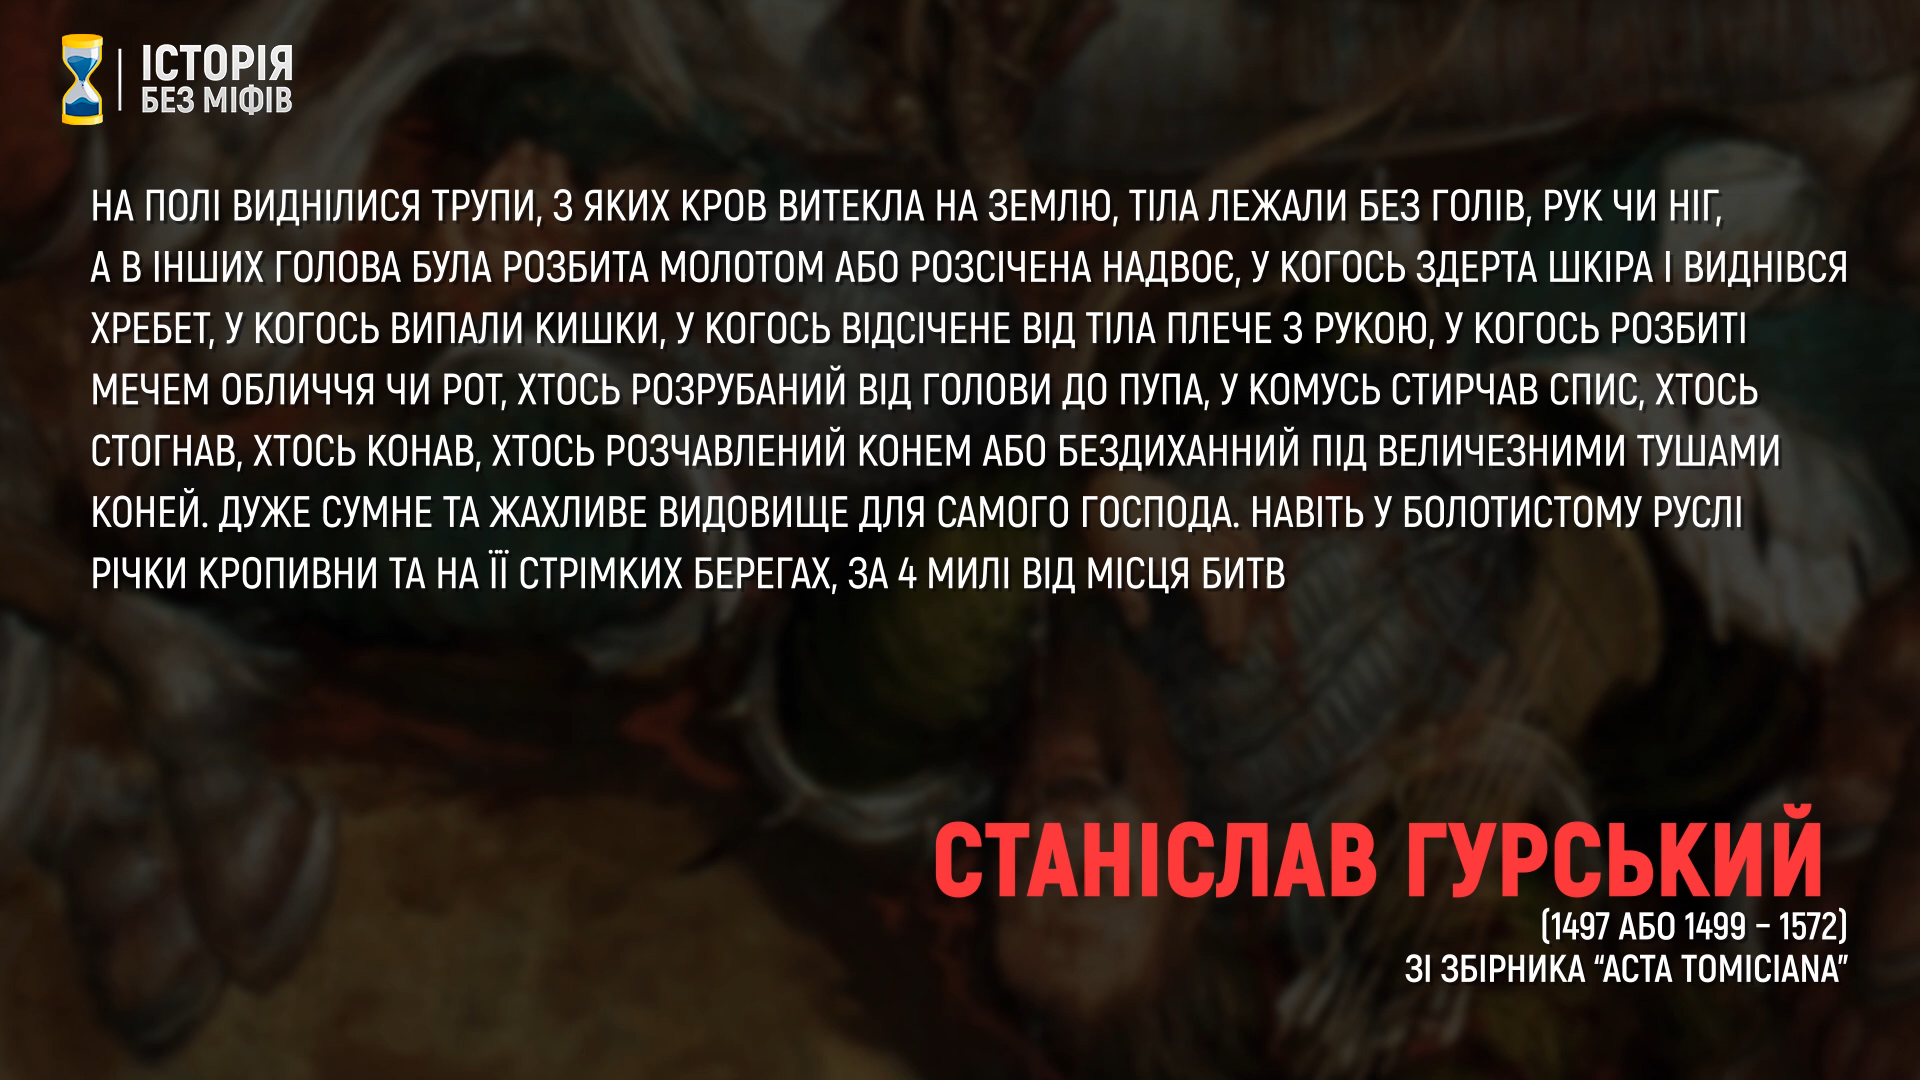 ІСТОРІЯ
БЕЗ МІФІВ
НА ПОЛІ ВИДНІЛИСЯ ТРУПИ, З ЯКИХ КРОВ ВИТЕКЛА НА ЗЕМЛЮ, ТІЛА ЛЕЖАЛИ БЕЗ ГОЛІВ, РУК ЧИ НІГ,
А В ІНШИХ ГОЛОВА БУЛА РОЗБИТА МОЛОТОМ АБО РОЗСІЧЕНА НАДВОЄ, У КОГОСЬ ЗДЕРТА ШКІРА І ВИДНІВСЯ
ХРЕБЕТ, У КОГОСЬ ВИПАЛИ КИШКИ, У КОГОСЬ ВІДСІЧЕНЕ ВІД ТІЛА ПЛЕЧЕ З РУКОЮ, У КОГОСЬ РОЗБИТІ
МЕЧЕМ ОБЛИЧЧЯ ЧИ РОТ, ХТОСЬ РОЗРУБАНИЙ ВІД ГОЛОВИ ДО ПУПА, У КОМУСЬ СТИРЧАВ СПИС, ХТОСЬ
СТОГНАВ, ХТОСЬ КОНАВ, ХТОСЬ РОЗЧАВЛЕНИЙ КОНЕМ АБО БЕЗДИХАННИЙ ПІД ВЕЛИЧЕЗНИМИ ТУШАМИ
КОНЕЙ. ДУЖЕ СУМНЕ ТА ЖАХЛИВЕ ВИДОВИЩЕ ДЛЯ САМОГО ГОСПОДА. НАВІТЬ У БОЛОТИСТОМУ РУСЛІ
РІЧКИ КРОПИВНИ ТА НА ЇЇ СТРІМКИХ БЕРЕГАХ, ЗА 4 МИЛІ ВІД МІСЦЯ БИТВ
СТАНІСЛАВ ГУРСЬКИЙ
(1497 АБО 1499 – 1572)
ЗІ ЗБІРНИКА “ACTA TOMICIANA”